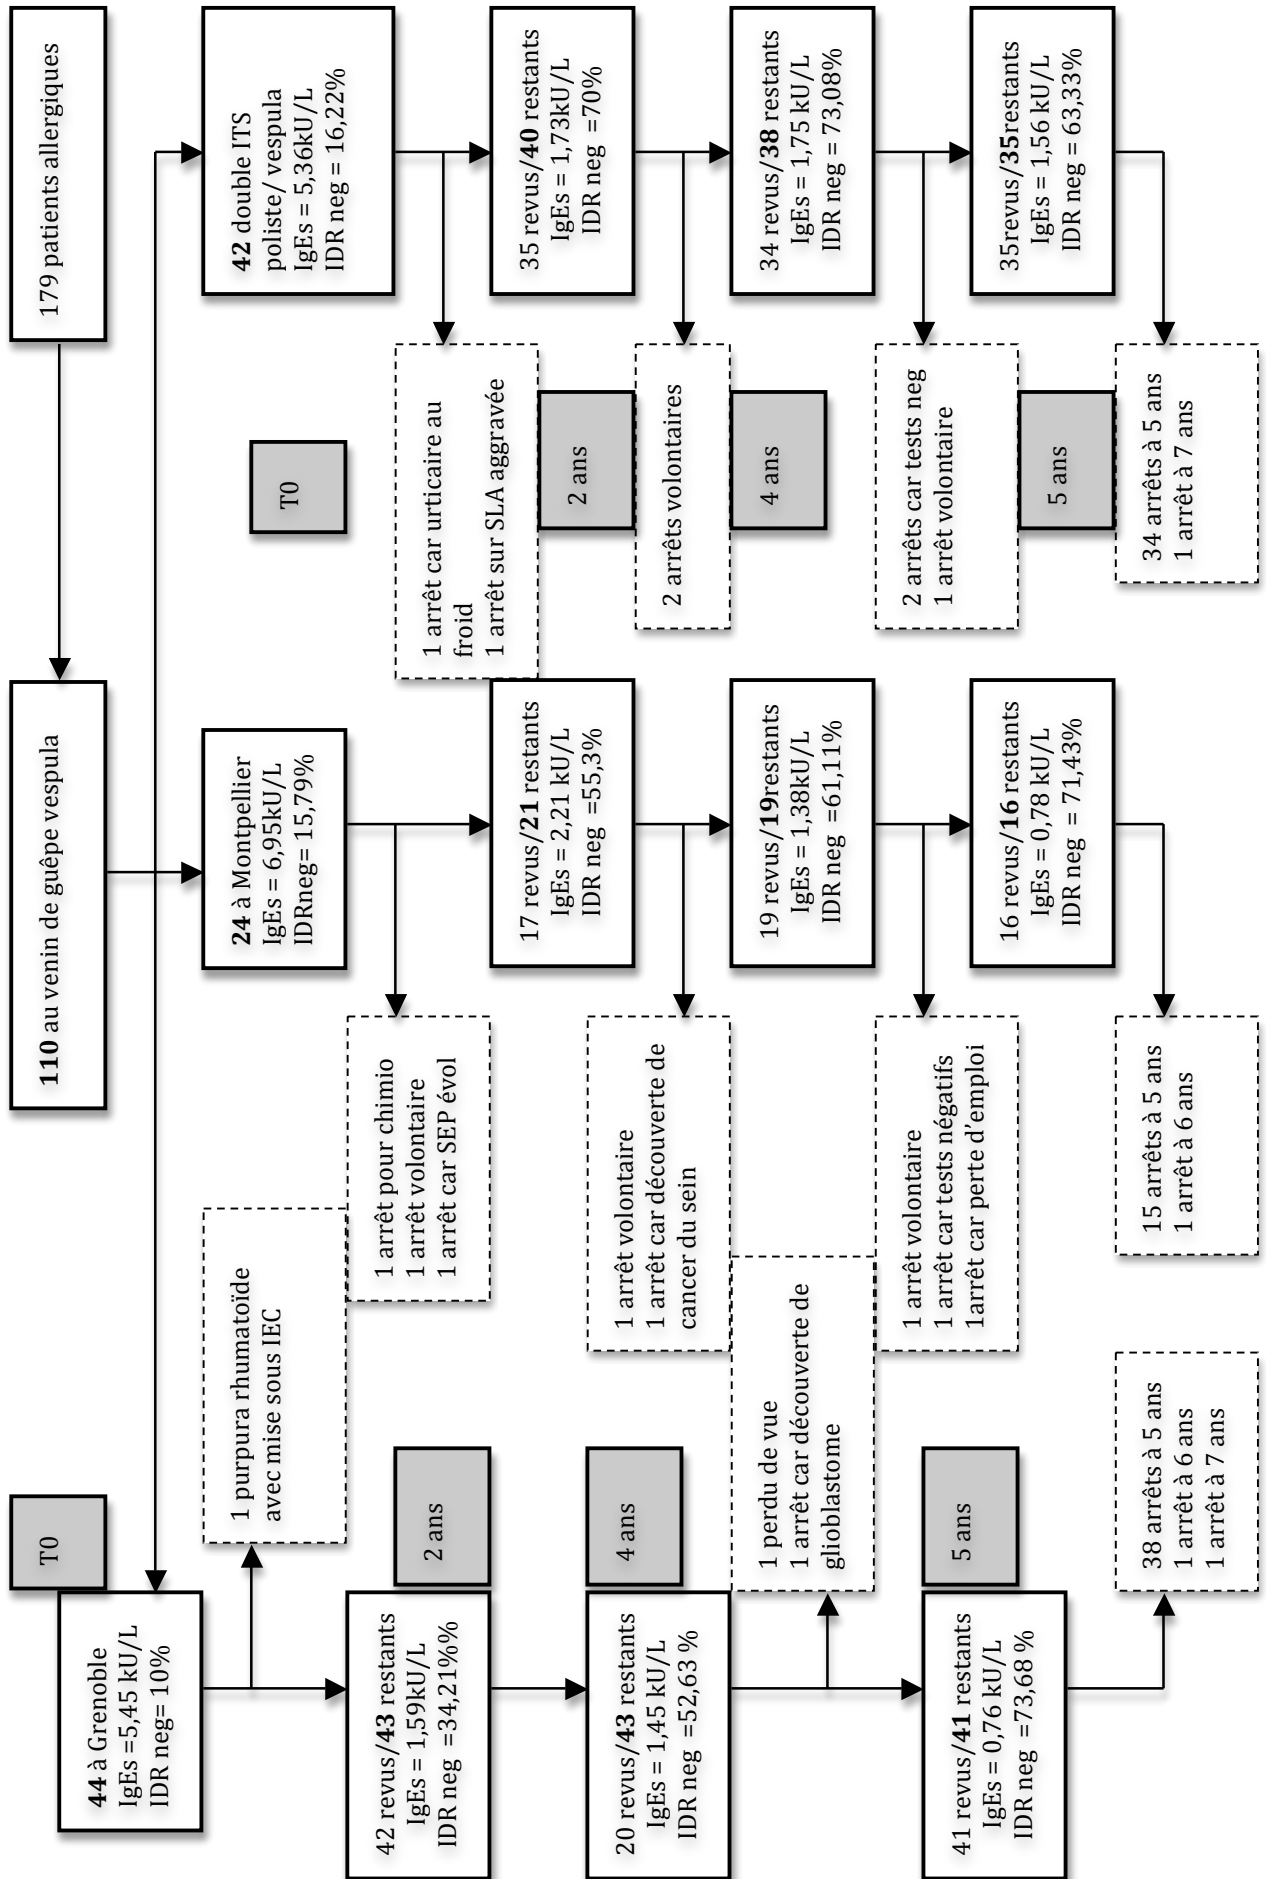 179 patients allergiques
110 au venin de guêpe vespula
T0
44 à Grenoble
IgEs =5,45 kU/L
IDR neg= 10%
24 à Montpellier
IgEs = 6,95kU/L
IDRneg= 15,79%
42 double ITS
poliste/ vespula
IgEs = 5,36kU/L
IDR neg = 16,22%
T0
1 purpura rhumatoïde
avec mise sous IEC
1 arrêt pour chimio
1 arrêt volontaire
1 arrêt car SEP évol
1 arrêt car urticaire au
froid
1 arrêt sur SLA aggravée
42 revus/43 restants
IgEs = 1,59kU/L
IDR neg =34,21%%
2 ans
17 revus/21 restants
IgEs = 2,21 kU/L
IDR neg =55,3%
2 ans
35 revus/40 restants
IgEs = 1,73kU/L
IDR neg =70%
1 arrêt volontaire
1 arrêt car découverte de
cancer du sein
2 arrêts volontaires
20 revus/43 restants
IgEs = 1,45 kU/L
IDR neg =52,63 %
4 ans
19 revus/19restants
IgEs = 1,38kU/L
IDR neg =61,11%
4 ans
34 revus/38 restants
IgEs = 1,75 kU/L
IDR neg = 73,08%
1 perdu de vue
1 arrêt car découverte de
glioblastome
1 arrêt volontaire
1 arrêt car tests négatifs
1arrêt car perte d'emploi
2 arrêts car tests neg
1 arrêt volontaire
41 revus/41 restants
IgEs = 0,76 kU/L
IDR neg =73,68 %
5 ans
16 revus/16 restants
IgEs = 0,78 kU/L
IDR neg = 71,43%
5 ans
35revus/35restants
IgEs = 1,56 kU/L
IDR neg = 63,33%
38 arrêts à 5 ans
1 arrêt à 6 ans
1 arrêt à 7 ans
15 arrêts à 5 ans
1 arrêt à 6 ans
34 arrêts à 5 ans
1 arrêt à 7 ans